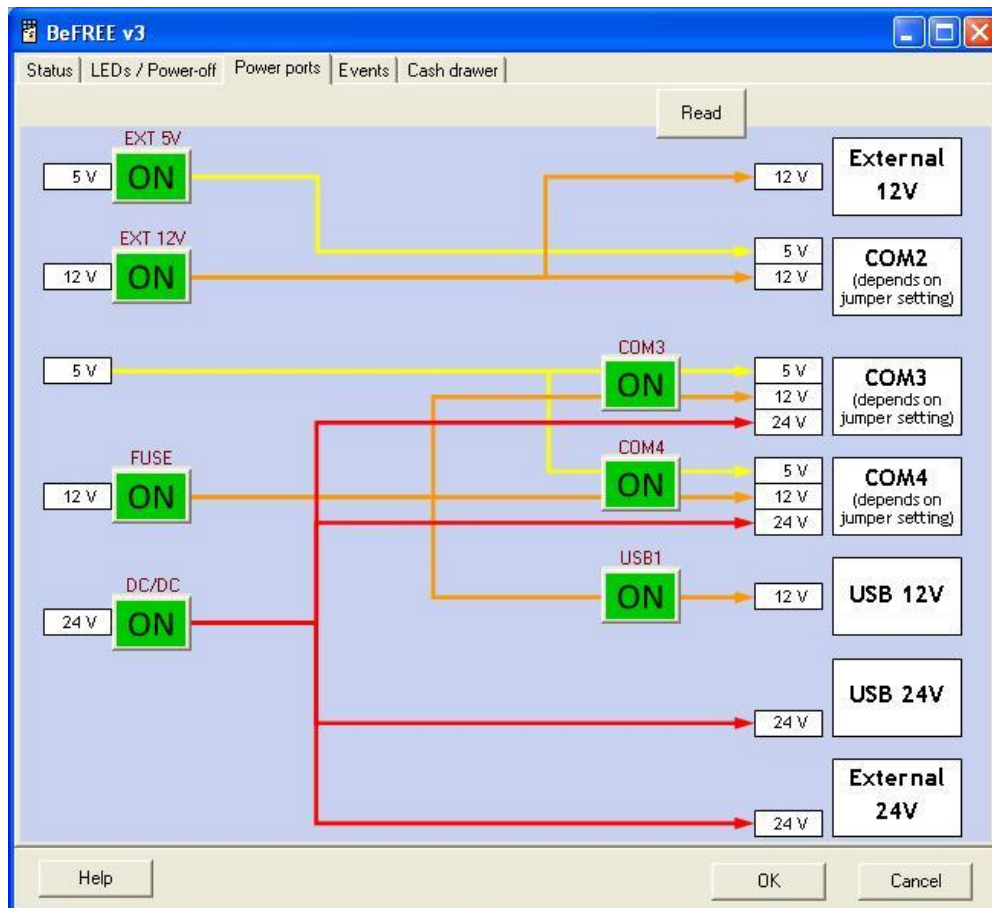 BeFREE v3
Status LEDs / Power-off Power ports Events Cash drawer
Read
EXT 5V
5 V ON
12 V
External
12V
EXT 12V
12 V ON
5 V
12 V
COM2
(depends on
jumper setting)
5 V
COM3
ON
5 V
12 V
24 V
COM3
(depends on
jumper setting)
FUSE
12 V ON
COM4
ON
5 V
12 V
24 V
COM4
(depends on
jumper setting)
DC/DC
24 V ON
USB1
ON
12 V
USB 12V
USB 24V
24 V
External
24V
24 V
Help OK Cancel